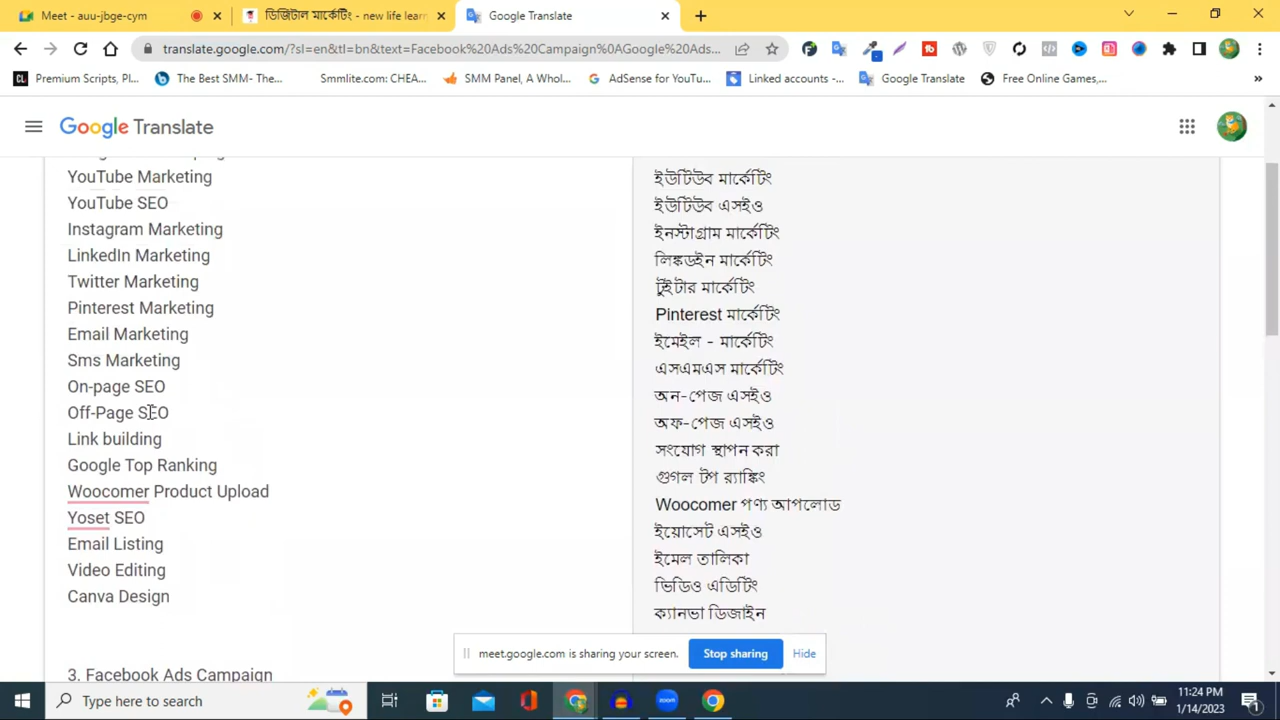 Meet - auu-jbge-cym
ডিজিটাল মার্কেটিং - new life lear
Google Translate
translate.google.com/?sl=en&tl=bn&text=Facebook%20Ads%20Campaign%0AGoogle%20Ads...
Premium Scripts, Pl...
The Best SMM- The...
Smmlite.com: CHEA...
SMM Panel, A Whol...
AdSense for YouTu...
Linked accounts -...
Google Translate
Free Online Games,...
Google Translate
YouTube Marketing
YouTube SEO
Instagram Marketing
LinkedIn Marketing
Twitter Marketing
Pinterest Marketing
Email Marketing
Sms Marketing
On-page SEO
Off-Page SEO
Link building
Google Top Ranking
Woocomer Product Upload
Yoset SEO
Email Listing
Video Editing
Canva Design
3. Facebook Ads Campaign
ইউটিউব মার্কেটিং
ইউটিউব এসইও
ইনস্টাগ্রাম মার্কেটিং
লিঙ্কডইন মার্কেটিং
টুইটার মার্কেটিং
Pinterest মার্কেটিং
ইমেইল - মার্কেটিং
এসএমএস মার্কেটিং
অন-পেজ এসইও
অফ-পেজ এসইও
সংযোগ স্থাপন করা
গুগল টপ র‍্যাঙ্কিং
Woocomer পণ্য আপলোড
ইয়োসেট এসইও
ইমেল তালিকা
ভিডিও এডিটিং
ক্যানভা ডিজাইন
meet.google.com is sharing your screen.
Stop sharing
Hide
Type here to search
11:24 PM
1/14/2023